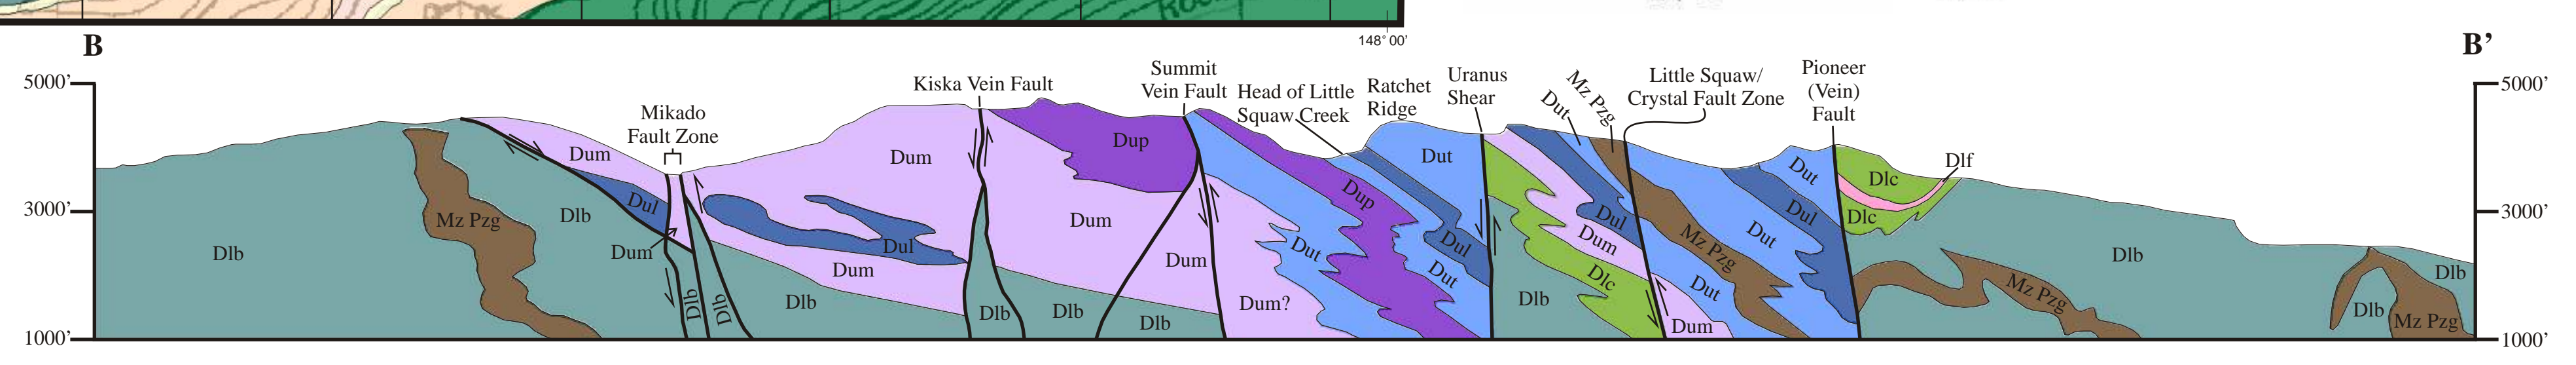 148° 00'
B
B'
5000'
3000'
1000'
5000'
3000'
1000'
Mikado
Fault Zone
Kiska Vein Fault
Summit
Vein Fault
Head of Little
Squaw Creek
Ratchet
Ridge
Uranus
Shear
Dut
Mz Pzg
Little Squaw/
Crystal Fault Zone
Pioneer
(Vein)
Fault
Dlf
Dlb
Mz Pzg
Dlb
Dum
Dul
Dum
Dlb
Dlb
Dum
Dul
Dum
Dlb
Dup
Dum
Dlb
Dlb
Dum
Dlb
Dum?
Dut
Dup
Dut
Dul
Dut
Dlb
Dul
Dum
Dlc
Mz Pzg
Dut
Dum
Dut
Dul
Dut
Dlc
Dlc
Mz Pzg
Dlb
Dlb
Dlb
Mz Pzg